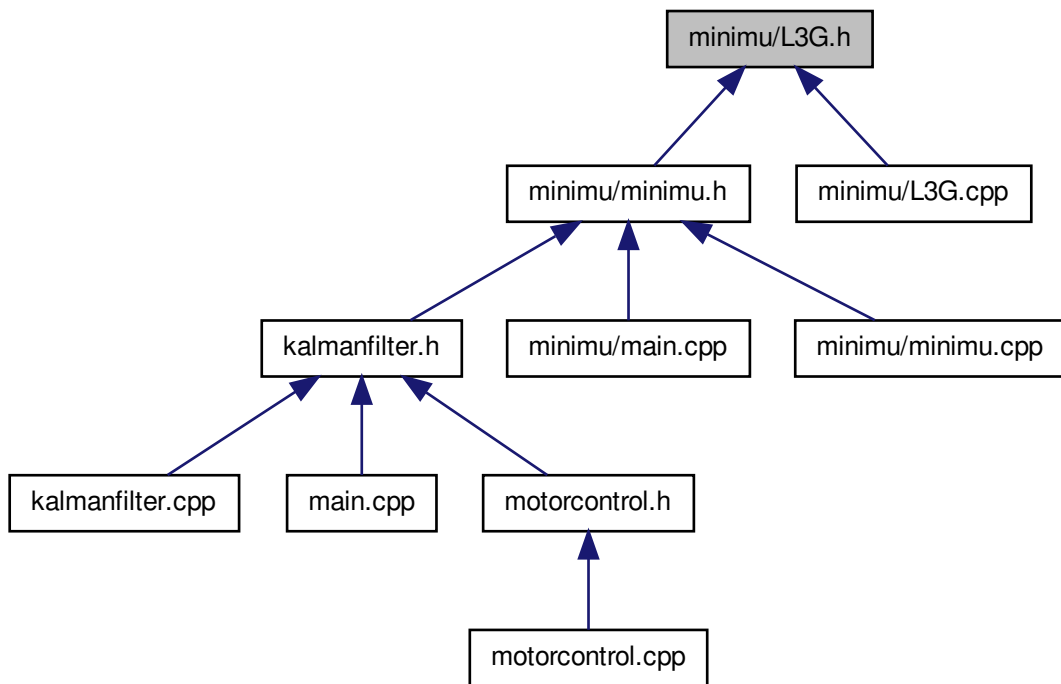 minimu/L3G.h
minimu/minimu.h
minimu/L3G.cpp
kalmanfilter.h
minimu/main.cpp
minimu/minimu.cpp
kalmanfilter.cpp
main.cpp
motorcontrol.h
motorcontrol.cpp